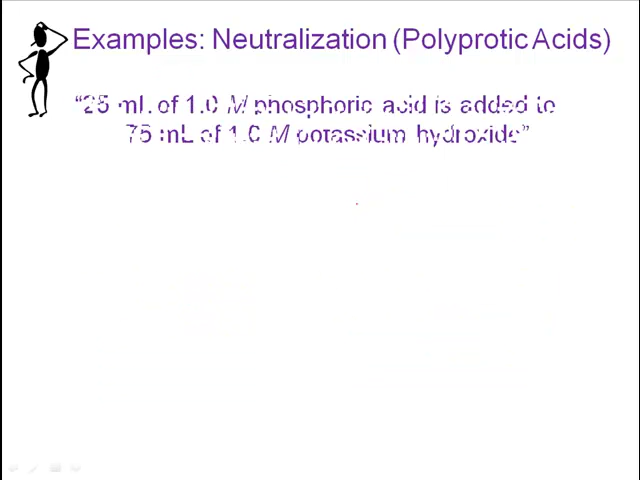 Examples: Neutralization (Polyprotic Acids)
“25 mL of 1.0 M phosphoric acid is added to
75 mL of 1.0 M potassium hydroxide”